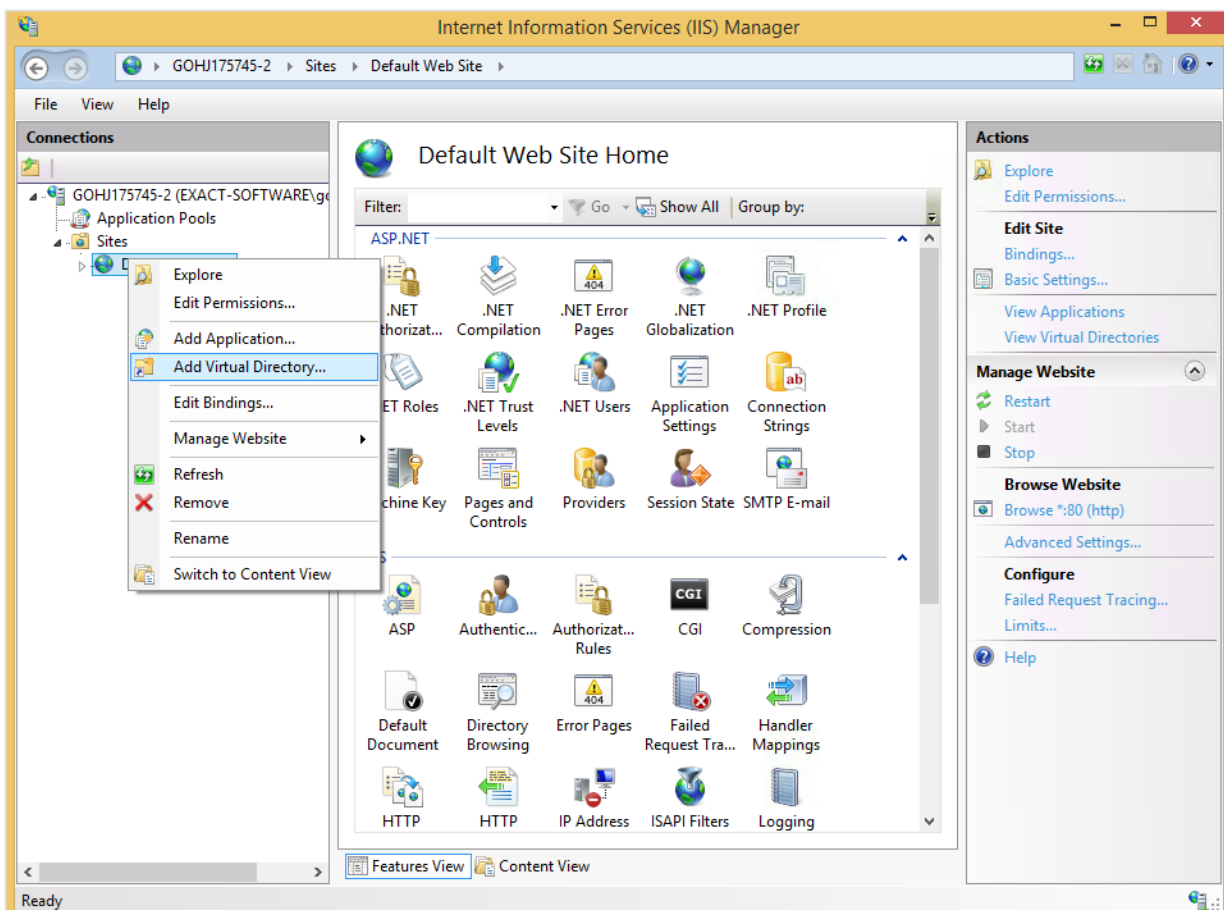 Internet Information Services (IIS) Manager
GOHJ175745-2 Sites Default Web Site
File View Help
Connections
GOHJ175745-2 (EXACT-SOFTWARE\go
Application Pools
Sites
Explore
Edit Permissions...
Add Application...
Add Virtual Directory...
Edit Bindings...
Manage Website
Refresh
Remove
Rename
Switch to Content View
Default Web Site Home
Filter: Go Show All Group by:
ASP.NET
.NET
thorizat...
.NET
Compilation
.NET Error
Pages
.NET
Globalization
.NET Profile
ET Roles
.NET Trust
Levels
.NET Users
Application
Settings
Connection
Strings
chine Key
Pages and
Controls
Providers
Session State
SMTP E-mail
S
ASP
Authentic...
Authorizat...
Rules
CGI
Compression
Default
Document
Directory
Browsing
Error Pages
Failed
Request Tra...
Handler
Mappings
HTTP
HTTP
IP Address
ISAPI Filters
Logging
Features View Content View
Actions
Explore
Edit Permissions...
Edit Site
Bindings...
Basic Settings...
View Applications
View Virtual Directories
Manage Website
Restart
Start
Stop
Browse Website
Browse *:80 (http)
Advanced Settings...
Configure
Failed Request Tracing...
Limits...
Help
Ready